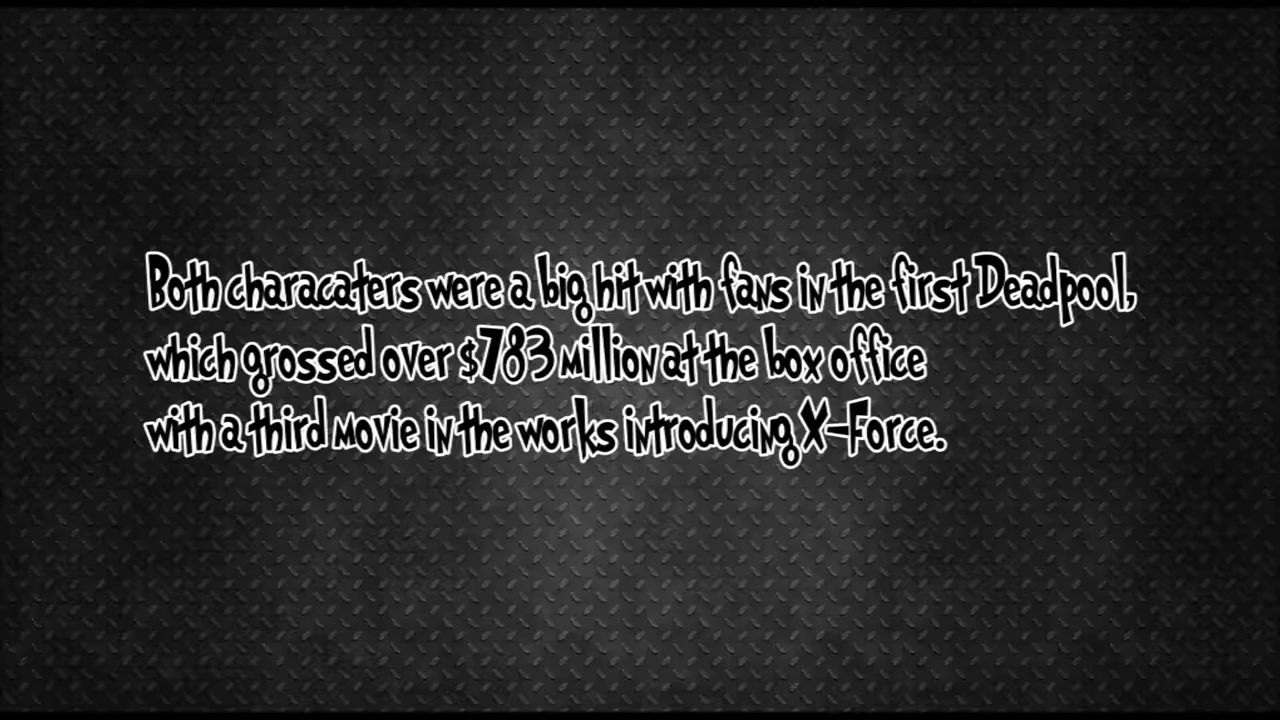 Both characaters were a big hit with fans in the first Deadpool,
which grossed over $783 million at the box office
with a third movie in the works introducing X-Force.